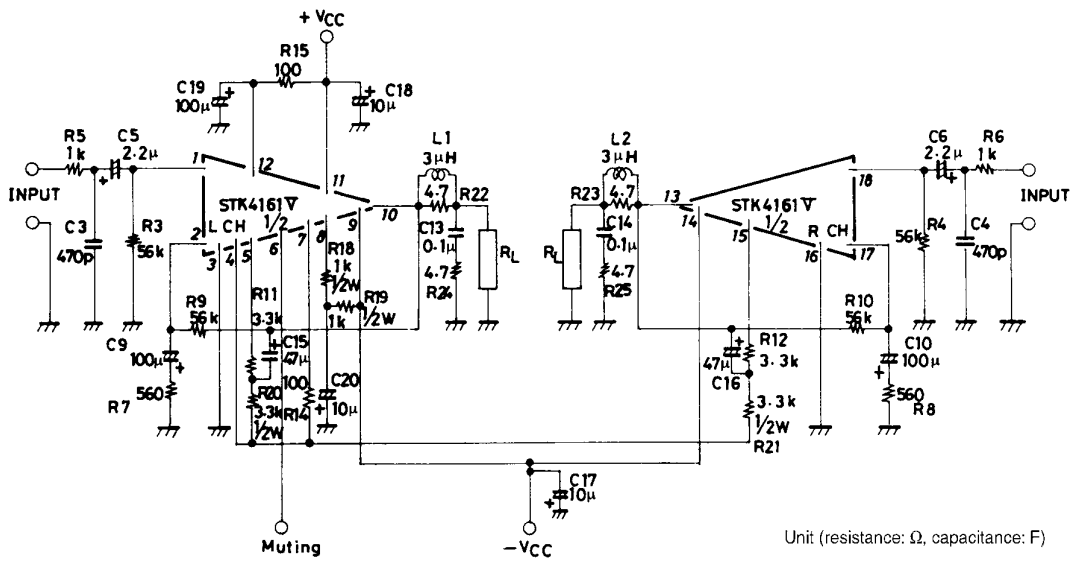 + VCC
R15
100
C19
100μ
+
+
C18
10μ
R5
1k
C5
2.2μ
+
1
12
11
10
L1
3μH
4.7
R22
L2
3μH
R23
4.7
13
14
18
C6
2.2μ
+
R6
1k
INPUT
INPUT
STK4161V
1/2
L CH
STK4161V
1/2
R CH
C3
470p
R3
56k
2
3
4
5
6
7
8
9
C13
0.1μ
4.7
R24
RL
RL
C14
0.1μ
4.7
R25
15
16
17
R4
56k
C4
470p
R18
1k
1/2W
R19
1k
1/2W
R9
56k
R11
3.3k
C9
100μ
+
560
R7
+
C15
47μ
100
R20
3.3k
1/2W
R14
+
C20
10μ
+
47μ
C16
R12
3.3k
3.3k
1/2W
R21
R10
56k
C10
100μ
+
560
R8
+
C17
10μ
Muting
-VCC
Unit (resistance: Ω, capacitance: F)